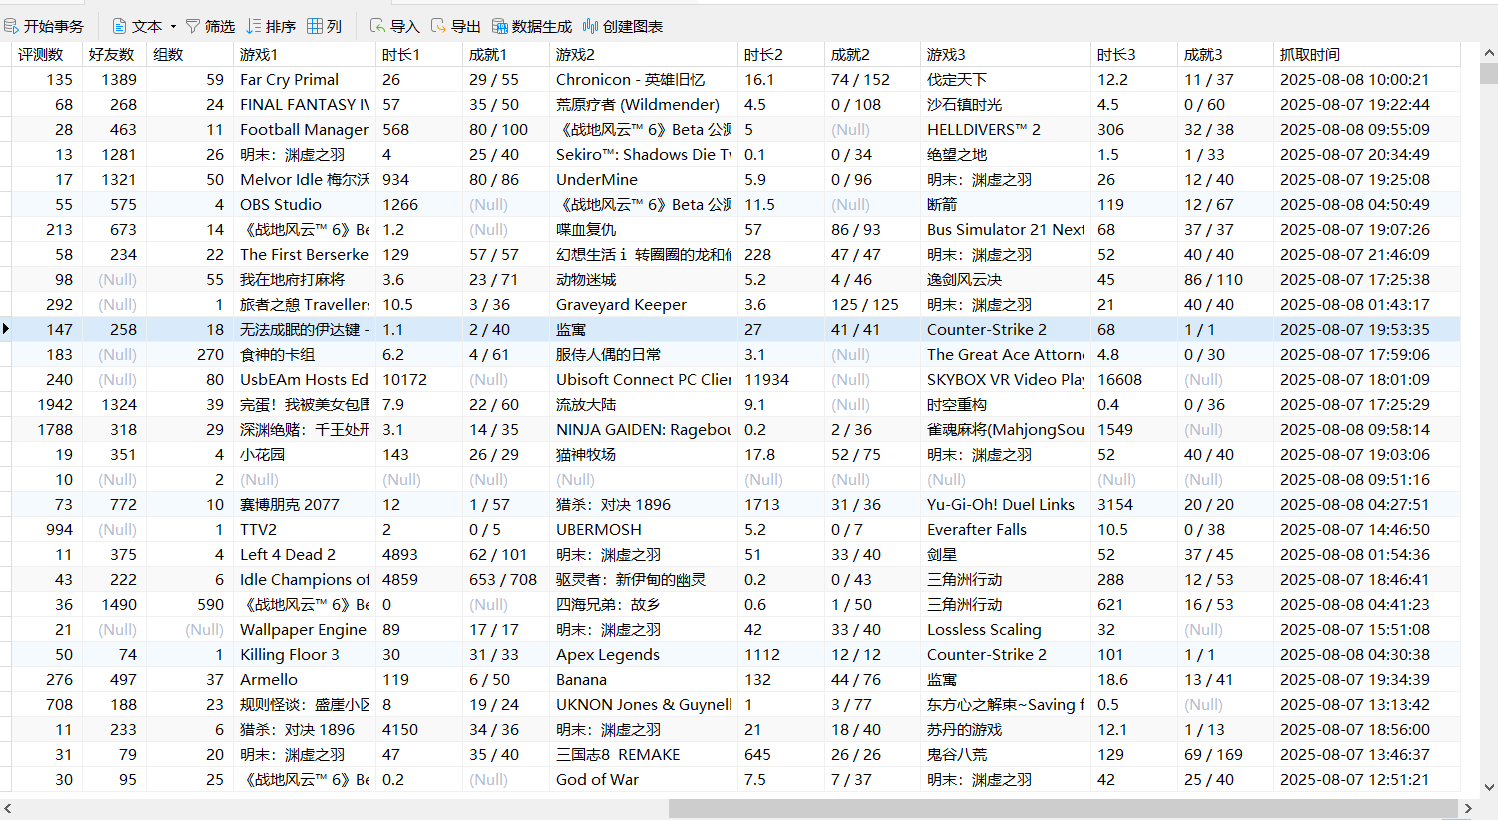 开始事务 文本 筛选 排序 列 导入 导出 数据生成 创建图表
评测数 好友数 组数 游戏1 时长1 成就1 游戏2 时长2 成就2 游戏3 时长3 成就3 抓取时间
135 1389 59 Far Cry Primal 26 29 / 55 Chronicon - 英雄旧忆 16.1 74 / 152 伐定天下 12.2 11 / 37 2025-08-08 10:00:21
68 268 24 FINAL FANTASY IV 57 35 / 50 荒原疗者 (Wildmender) 4.5 0 / 108 沙石镇时光 4.5 0 / 60 2025-08-07 19:22:44
28 463 11 Football Manager 568 80 / 100 《战地风云™ 6》Beta 公测 5 (Null) HELLDIVERS™ 2 306 32 / 38 2025-08-08 09:55:09
13 1281 26 明末：渊虚之羽 4 25 / 40 Sekiro™: Shadows Die Tw 0.1 0 / 34 绝望之地 1.5 1 / 33 2025-08-07 20:34:49
17 1321 50 Melvor Idle 梅尔沃 934 80 / 86 UnderMine 5.9 0 / 96 明末：渊虚之羽 26 12 / 40 2025-08-07 19:25:08
55 575 4 OBS Studio 1266 (Null) 《战地风云™ 6》Beta 公测 11.5 (Null) 断箭 119 12 / 67 2025-08-08 04:50:49
213 673 14 《战地风云™ 6》Be 1.2 (Null) 喋血复仇 57 86 / 93 Bus Simulator 21 Next 68 37 / 37 2025-08-07 19:07:26
58 234 22 The First Berserke 129 57 / 57 幻想生活ｉ 转圈圈的龙和偷 228 47 / 47 明末：渊虚之羽 52 40 / 40 2025-08-07 21:46:09
98 (Null) 55 我在地府打麻将 3.6 23 / 71 动物迷城 5.2 4 / 46 逸剑风云决 45 86 / 110 2025-08-07 17:25:38
292 (Null) 1 旅者之憩 Travellers 10.5 3 / 36 Graveyard Keeper 3.6 125 / 125 明末：渊虚之羽 21 40 / 40 2025-08-08 01:43:17
147 258 18 无法成眠的伊达键 - 1.1 2 / 40 监寓 27 41 / 41 Counter-Strike 2 68 1 / 1 2025-08-07 19:53:35
183 (Null) 270 食神的卡组 6.2 4 / 61 服侍人偶的日常 3.1 (Null) The Great Ace Attorn 4.8 0 / 30 2025-08-07 17:59:06
240 (Null) 80 UsbEAm Hosts Ed 10172 (Null) Ubisoft Connect PC Clier 11934 (Null) SKYBOX VR Video Play 16608 (Null) 2025-08-07 18:01:09
1942 1324 39 完蛋！我被美女包围 7.9 22 / 60 流放大陆 9.1 (Null) 时空重构 0.4 0 / 36 2025-08-07 17:25:29
1788 318 29 深渊绝赌：千王处刑 3.1 14 / 35 NINJA GAIDEN: Ragebou 0.2 2 / 36 雀魂麻将(MahjongSou 1549 (Null) 2025-08-08 09:58:14
19 351 4 小花园 143 26 / 29 猫神牧场 17.8 52 / 75 明末：渊虚之羽 52 40 / 40 2025-08-07 19:03:06
10 (Null) 2 (Null) (Null) (Null) (Null) (Null) (Null) (Null) (Null) (Null) 2025-08-08 09:51:16
73 772 10 赛博朋克 2077 12 1 / 57 猎杀：对决 1896 1713 31 / 36 Yu-Gi-Oh! Duel Links 3154 20 / 20 2025-08-08 04:27:51
994 (Null) 1 TTV2 2 0 / 5 UBERMOSH 5.2 0 / 7 Everafter Falls 10.5 0 / 38 2025-08-07 14:46:50
11 375 4 Left 4 Dead 2 4893 62 / 101 明末：渊虚之羽 51 33 / 40 剑星 52 37 / 45 2025-08-08 01:54:36
43 222 6 Idle Champions of 4859 653 / 708 驱灵者：新伊甸的幽灵 0.2 0 / 43 三角洲行动 288 12 / 53 2025-08-07 18:46:41
36 1490 590 《战地风云™ 6》Be 0 (Null) 四海兄弟：故乡 0.6 1 / 50 三角洲行动 621 16 / 53 2025-08-08 04:41:23
21 (Null) (Null) Wallpaper Engine 89 17 / 17 明末：渊虚之羽 42 33 / 40 Lossless Scaling 32 (Null) 2025-08-07 15:51:08
50 74 1 Killing Floor 3 30 31 / 33 Apex Legends 1112 12 / 12 Counter-Strike 2 101 1 / 1 2025-08-08 04:30:38
276 497 37 Armello 119 6 / 50 Banana 132 44 / 76 监寓 18.6 13 / 41 2025-08-07 19:34:39
708 188 23 规则怪谈：盛崖小区 8 19 / 24 UKNON Jones & Guynell 1 3 / 77 东方心之解束~Saving f 0.5 (Null) 2025-08-07 13:13:42
11 233 6 猎杀：对决 1896 4150 34 / 36 明末：渊虚之羽 21 18 / 40 苏丹的游戏 12.1 1 / 13 2025-08-07 18:56:00
31 79 20 明末：渊虚之羽 47 35 / 40 三国志8 REMAKE 645 26 / 26 鬼谷八荒 129 69 / 169 2025-08-07 13:46:37
30 95 25 《战地风云™ 6》Be 0.2 (Null) God of War 7.5 7 / 37 明末：渊虚之羽 42 25 / 40 2025-08-07 12:51:21